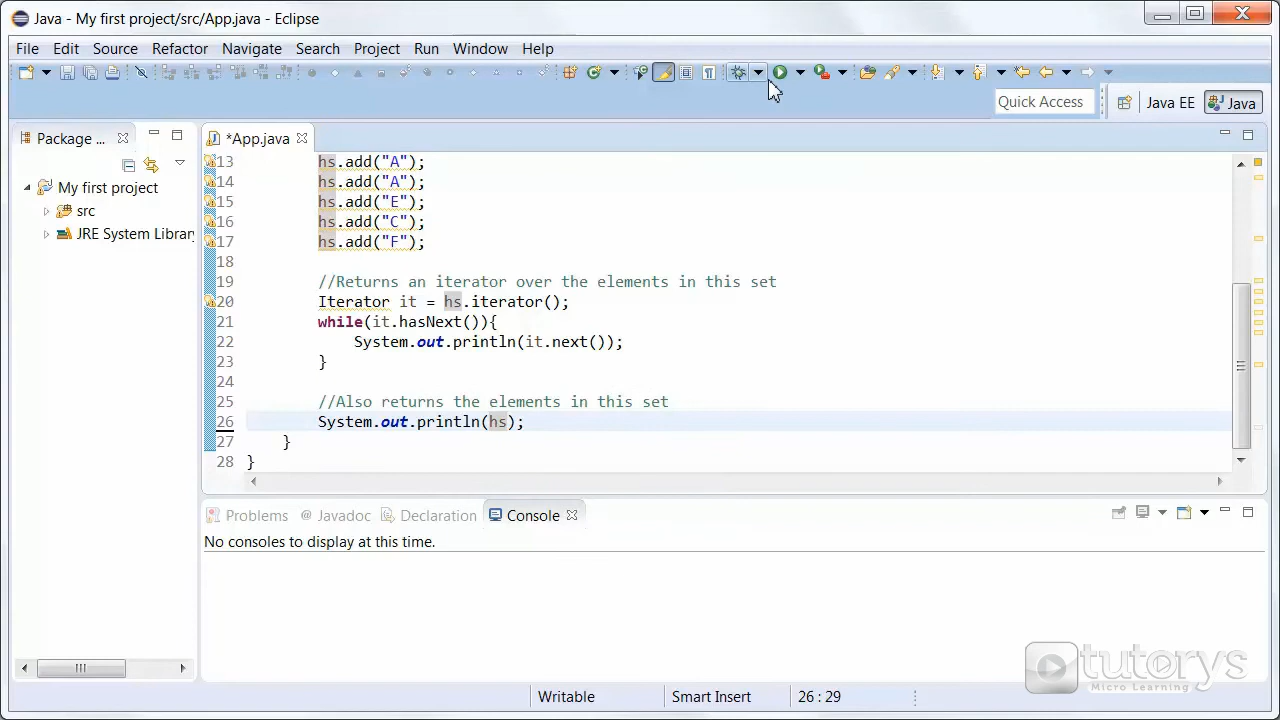 Java - My first project/src/App.java - Eclipse
File Edit Source Refactor Navigate Search Project Run Window Help
Quick Access Java EE Java
Package ... *App.java
My first project
src
JRE System Library
13 hs.add("A");
14 hs.add("A");
15 hs.add("E");
16 hs.add("C");
17 hs.add("F");
18
19 //Returns an iterator over the elements in this set
20 Iterator it = hs.iterator();
21 while(it.hasNext()){
22 System.out.println(it.next());
23 }
24
25 //Also returns the elements in this set
26 System.out.println(hs);
27 }
28 }
Problems @ Javadoc Declaration Console
No consoles to display at this time.
tutorys
Micro Learning
Writable Smart Insert 26 : 29